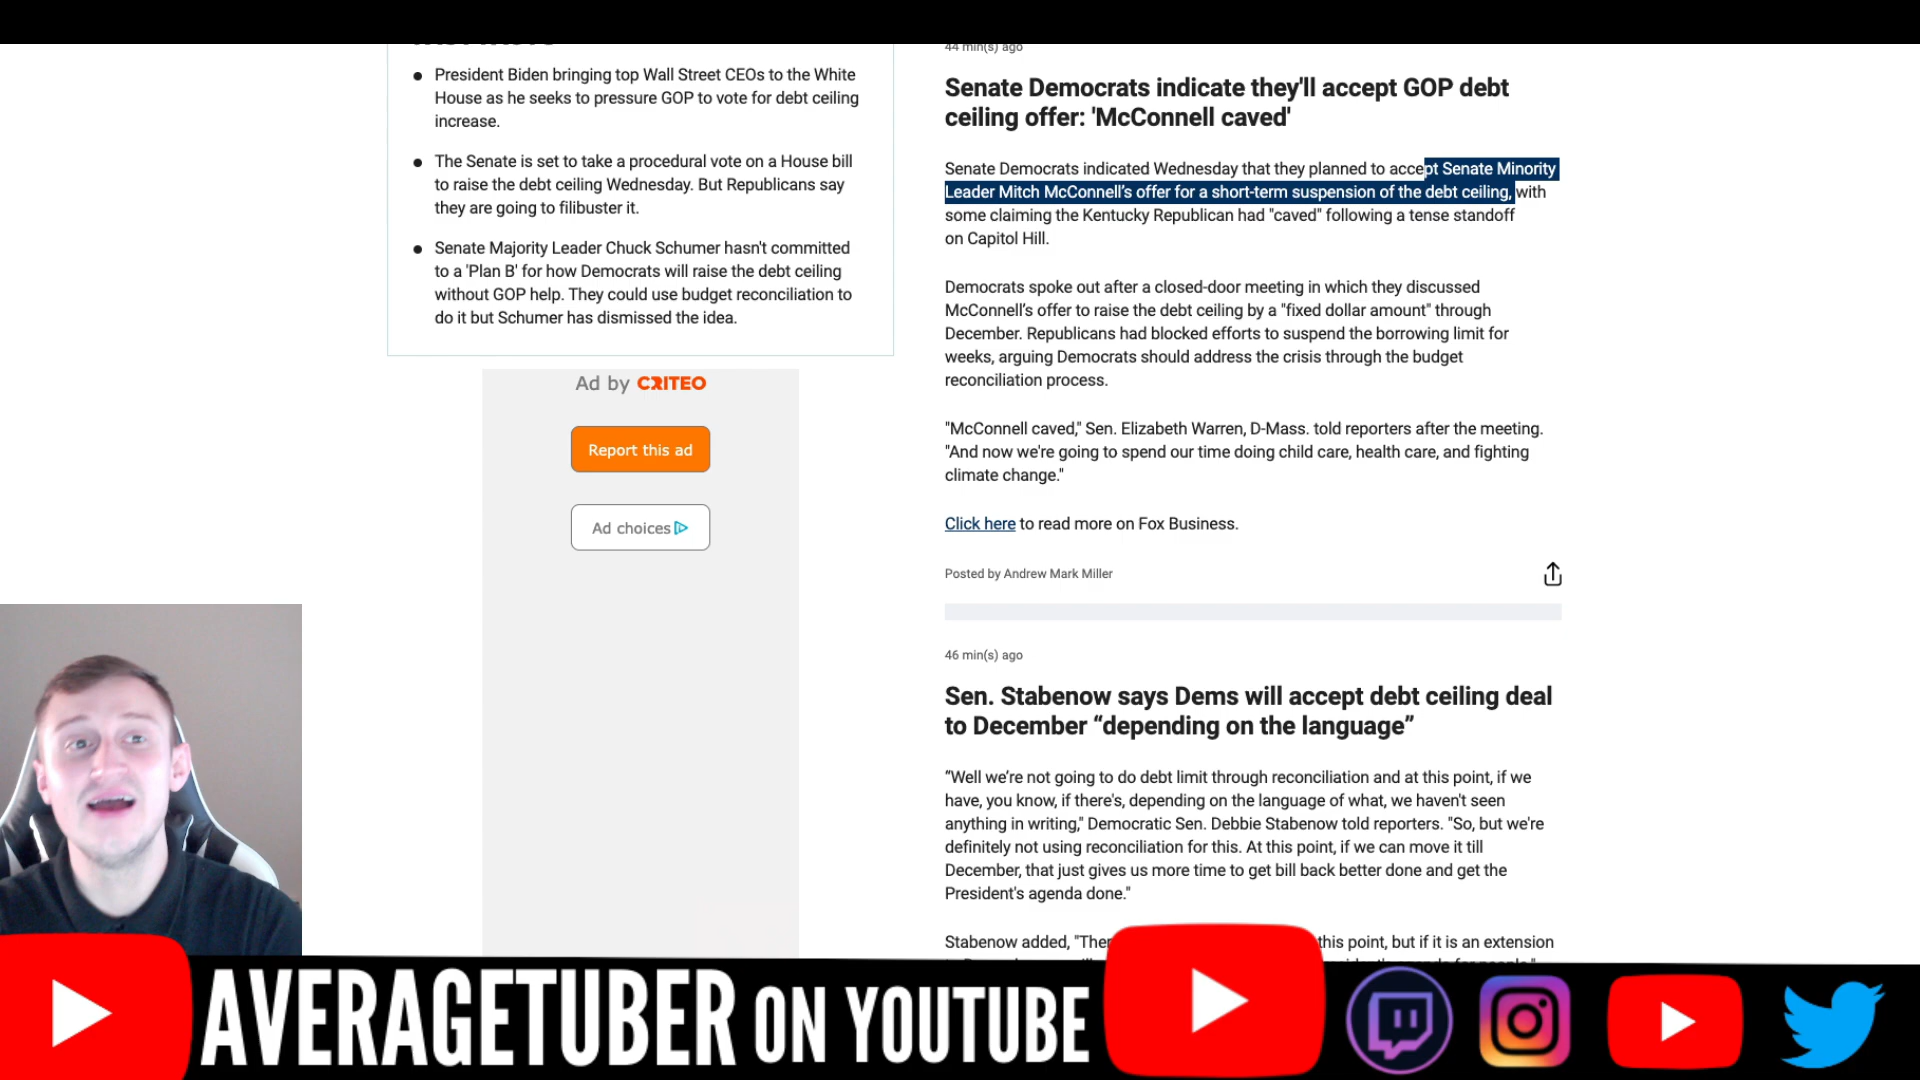 President Biden bringing top Wall Street CEOs to the White
House as he seeks to pressure GOP to vote for debt ceiling
increase.
The Senate is set to take a procedural vote on a House bill
to raise the debt ceiling Wednesday. But Republicans say
they are going to filibuster it.
Senate Majority Leader Chuck Schumer hasn't committed
to a 'Plan B' for how Democrats will raise the debt ceiling
without GOP help. They could use budget reconciliation to
do it but Schumer has dismissed the idea.
Ad by CRITEO
Report this ad
Ad choices
44 min(s) ago
Senate Democrats indicate they'll accept GOP debt
ceiling offer: 'McConnell caved'
Senate Democrats indicated Wednesday that they planned to accept Senate Minority
Leader Mitch McConnell’s offer for a short-term suspension of the debt ceiling, with
some claiming the Kentucky Republican had "caved" following a tense standoff
on Capitol Hill.
Democrats spoke out after a closed-door meeting in which they discussed
McConnell’s offer to raise the debt ceiling by a "fixed dollar amount" through
December. Republicans had blocked efforts to suspend the borrowing limit for
weeks, arguing Democrats should address the crisis through the budget
reconciliation process.
"McConnell caved," Sen. Elizabeth Warren, D-Mass. told reporters after the meeting.
"And now we're going to spend our time doing child care, health care, and fighting
climate change."
Click here to read more on Fox Business.
Posted by Andrew Mark Miller
46 min(s) ago
Sen. Stabenow says Dems will accept debt ceiling deal
to December “depending on the language”
“Well we’re not going to do debt limit through reconciliation and at this point, if we
have, you know, if there's, depending on the language of what, we haven't seen
anything in writing," Democratic Sen. Debbie Stabenow told reporters. "So, but we're
definitely not using reconciliation for this. At this point, if we can move it till
December, that just gives us more time to get bill back better done and get the
President's agenda done."
Stabenow added, this point, but if it is an extension
AVERAGETUBER ON YOUTUBE